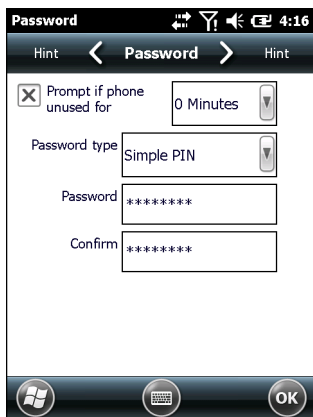 Password 4:16
Hint Password Hint
Prompt if phone
unused for
0 Minutes
Password type
Simple PIN
Password ********
Confirm ********
OK